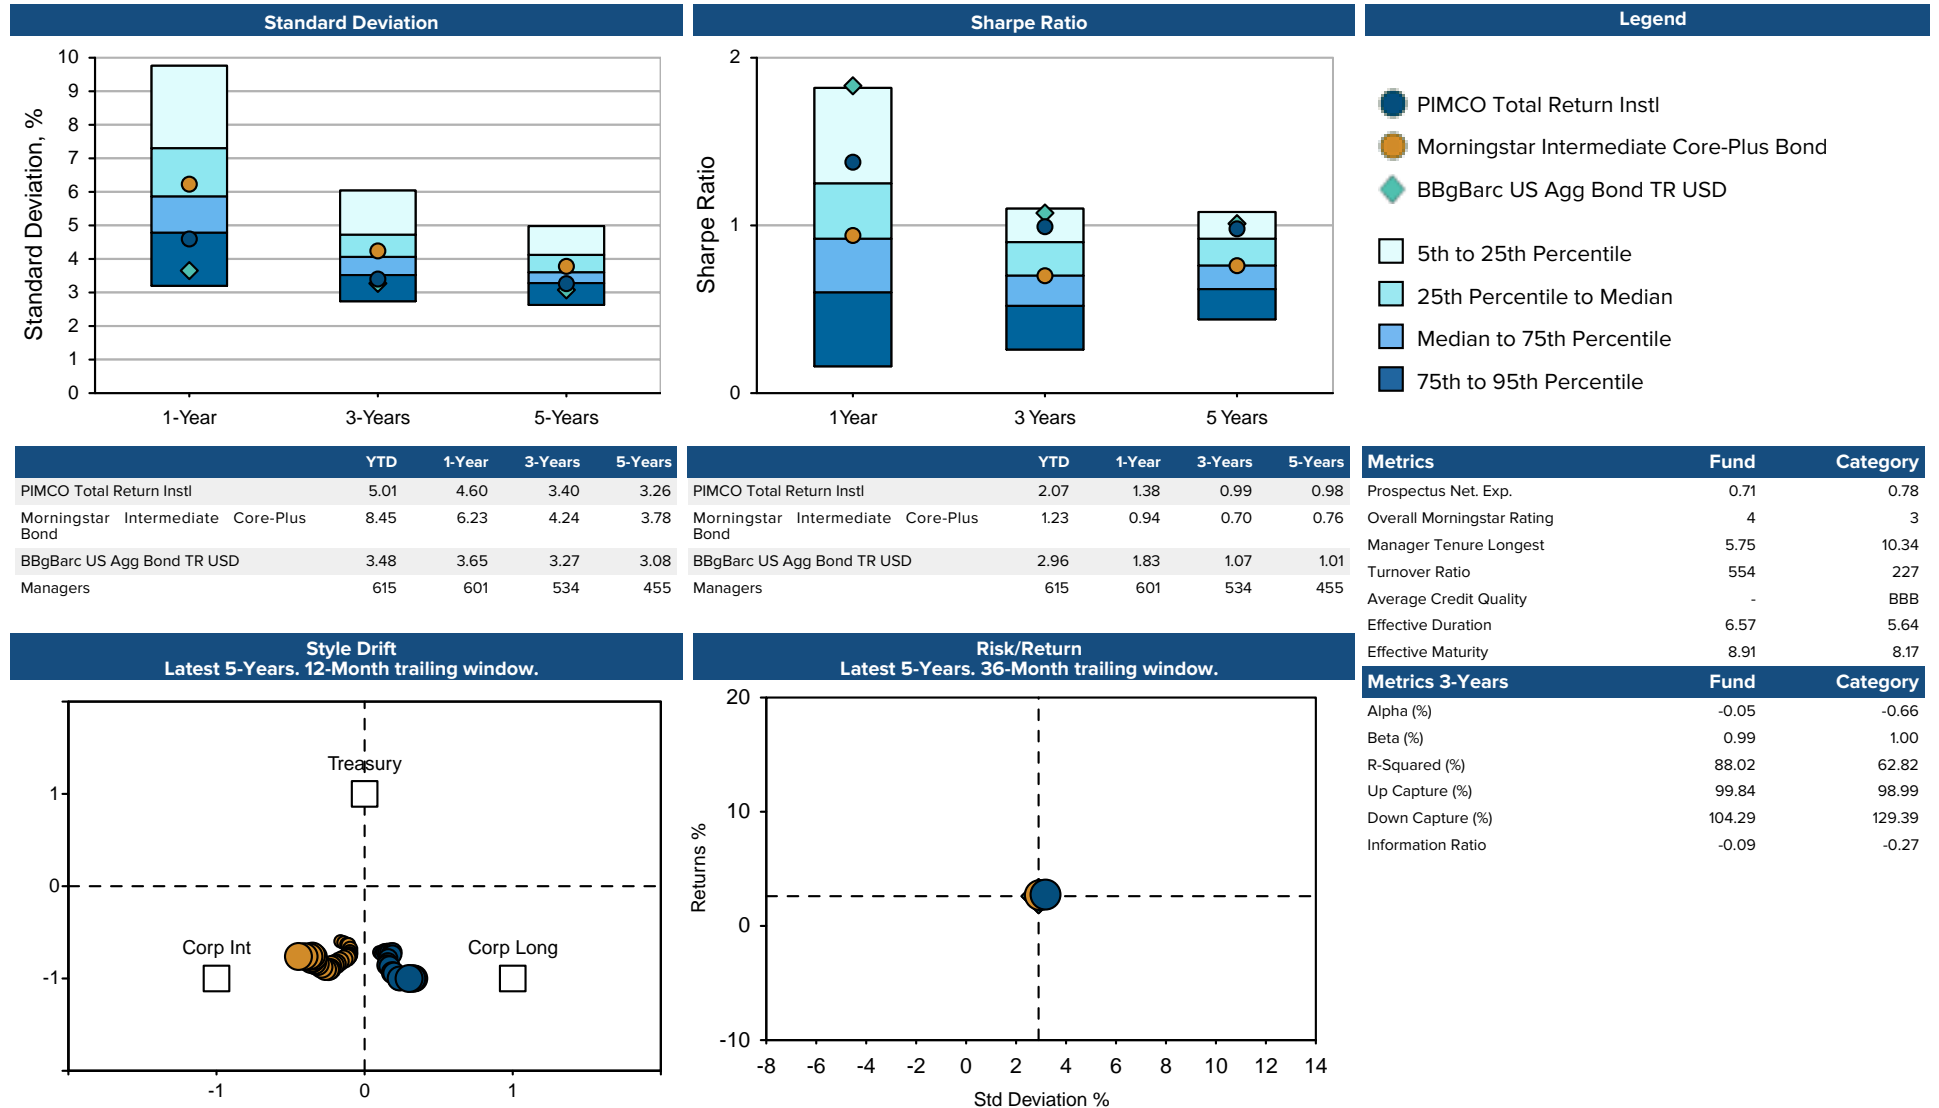 Standard Deviation
Sharpe Ratio
Legend
10
9
8
7
6
5
4
3
2
1
0
Standard Deviation, %
1-Year
3-Years
5-Years
2
1
0
Sharpe Ratio
1 Year
3 Years
5 Years
PIMCO Total Return Instl
Morningstar Intermediate Core-Plus Bond
BBgBarc US Agg Bond TR USD
5th to 25th Percentile
25th Percentile to Median
Median to 75th Percentile
75th to 95th Percentile
YTD 1-Year 3-Years 5-Years
PIMCO Total Return Instl 5.01 4.60 3.40 3.26
Morningstar Intermediate Core-Plus 8.45 6.23 4.24 3.78
Bond
BBgBarc US Agg Bond TR USD 3.48 3.65 3.27 3.08
Managers 615 601 534 455
YTD 1-Year 3-Years 5-Years
PIMCO Total Return Instl 2.07 1.38 0.99 0.98
Morningstar Intermediate Core-Plus 1.23 0.94 0.70 0.76
Bond
BBgBarc US Agg Bond TR USD 2.96 1.83 1.07 1.01
Managers 615 601 534 455
Metrics Fund Category
Prospectus Net. Exp. 0.71 0.78
Overall Morningstar Rating 4 3
Manager Tenure Longest 5.75 10.34
Turnover Ratio 554 227
Average Credit Quality - BBB
Effective Duration 6.57 5.64
Effective Maturity 8.91 8.17
Metrics 3-Years Fund Category
Alpha (%) -0.05 -0.66
Beta (%) 0.99 1.00
R-Squared (%) 88.02 62.82
Up Capture (%) 99.84 98.99
Down Capture (%) 104.29 129.39
Information Ratio -0.09 -0.27
Style Drift
Latest 5-Years. 12-Month trailing window.
Treasury
1
0
Corp Int
Corp Long
-1
-1 0 1
Risk/Return
Latest 5-Years. 36-Month trailing window.
20
10
0
-10
Returns %
-8 -6 -4 -2 0 2 4 6 8 10 12 14
Std Deviation %